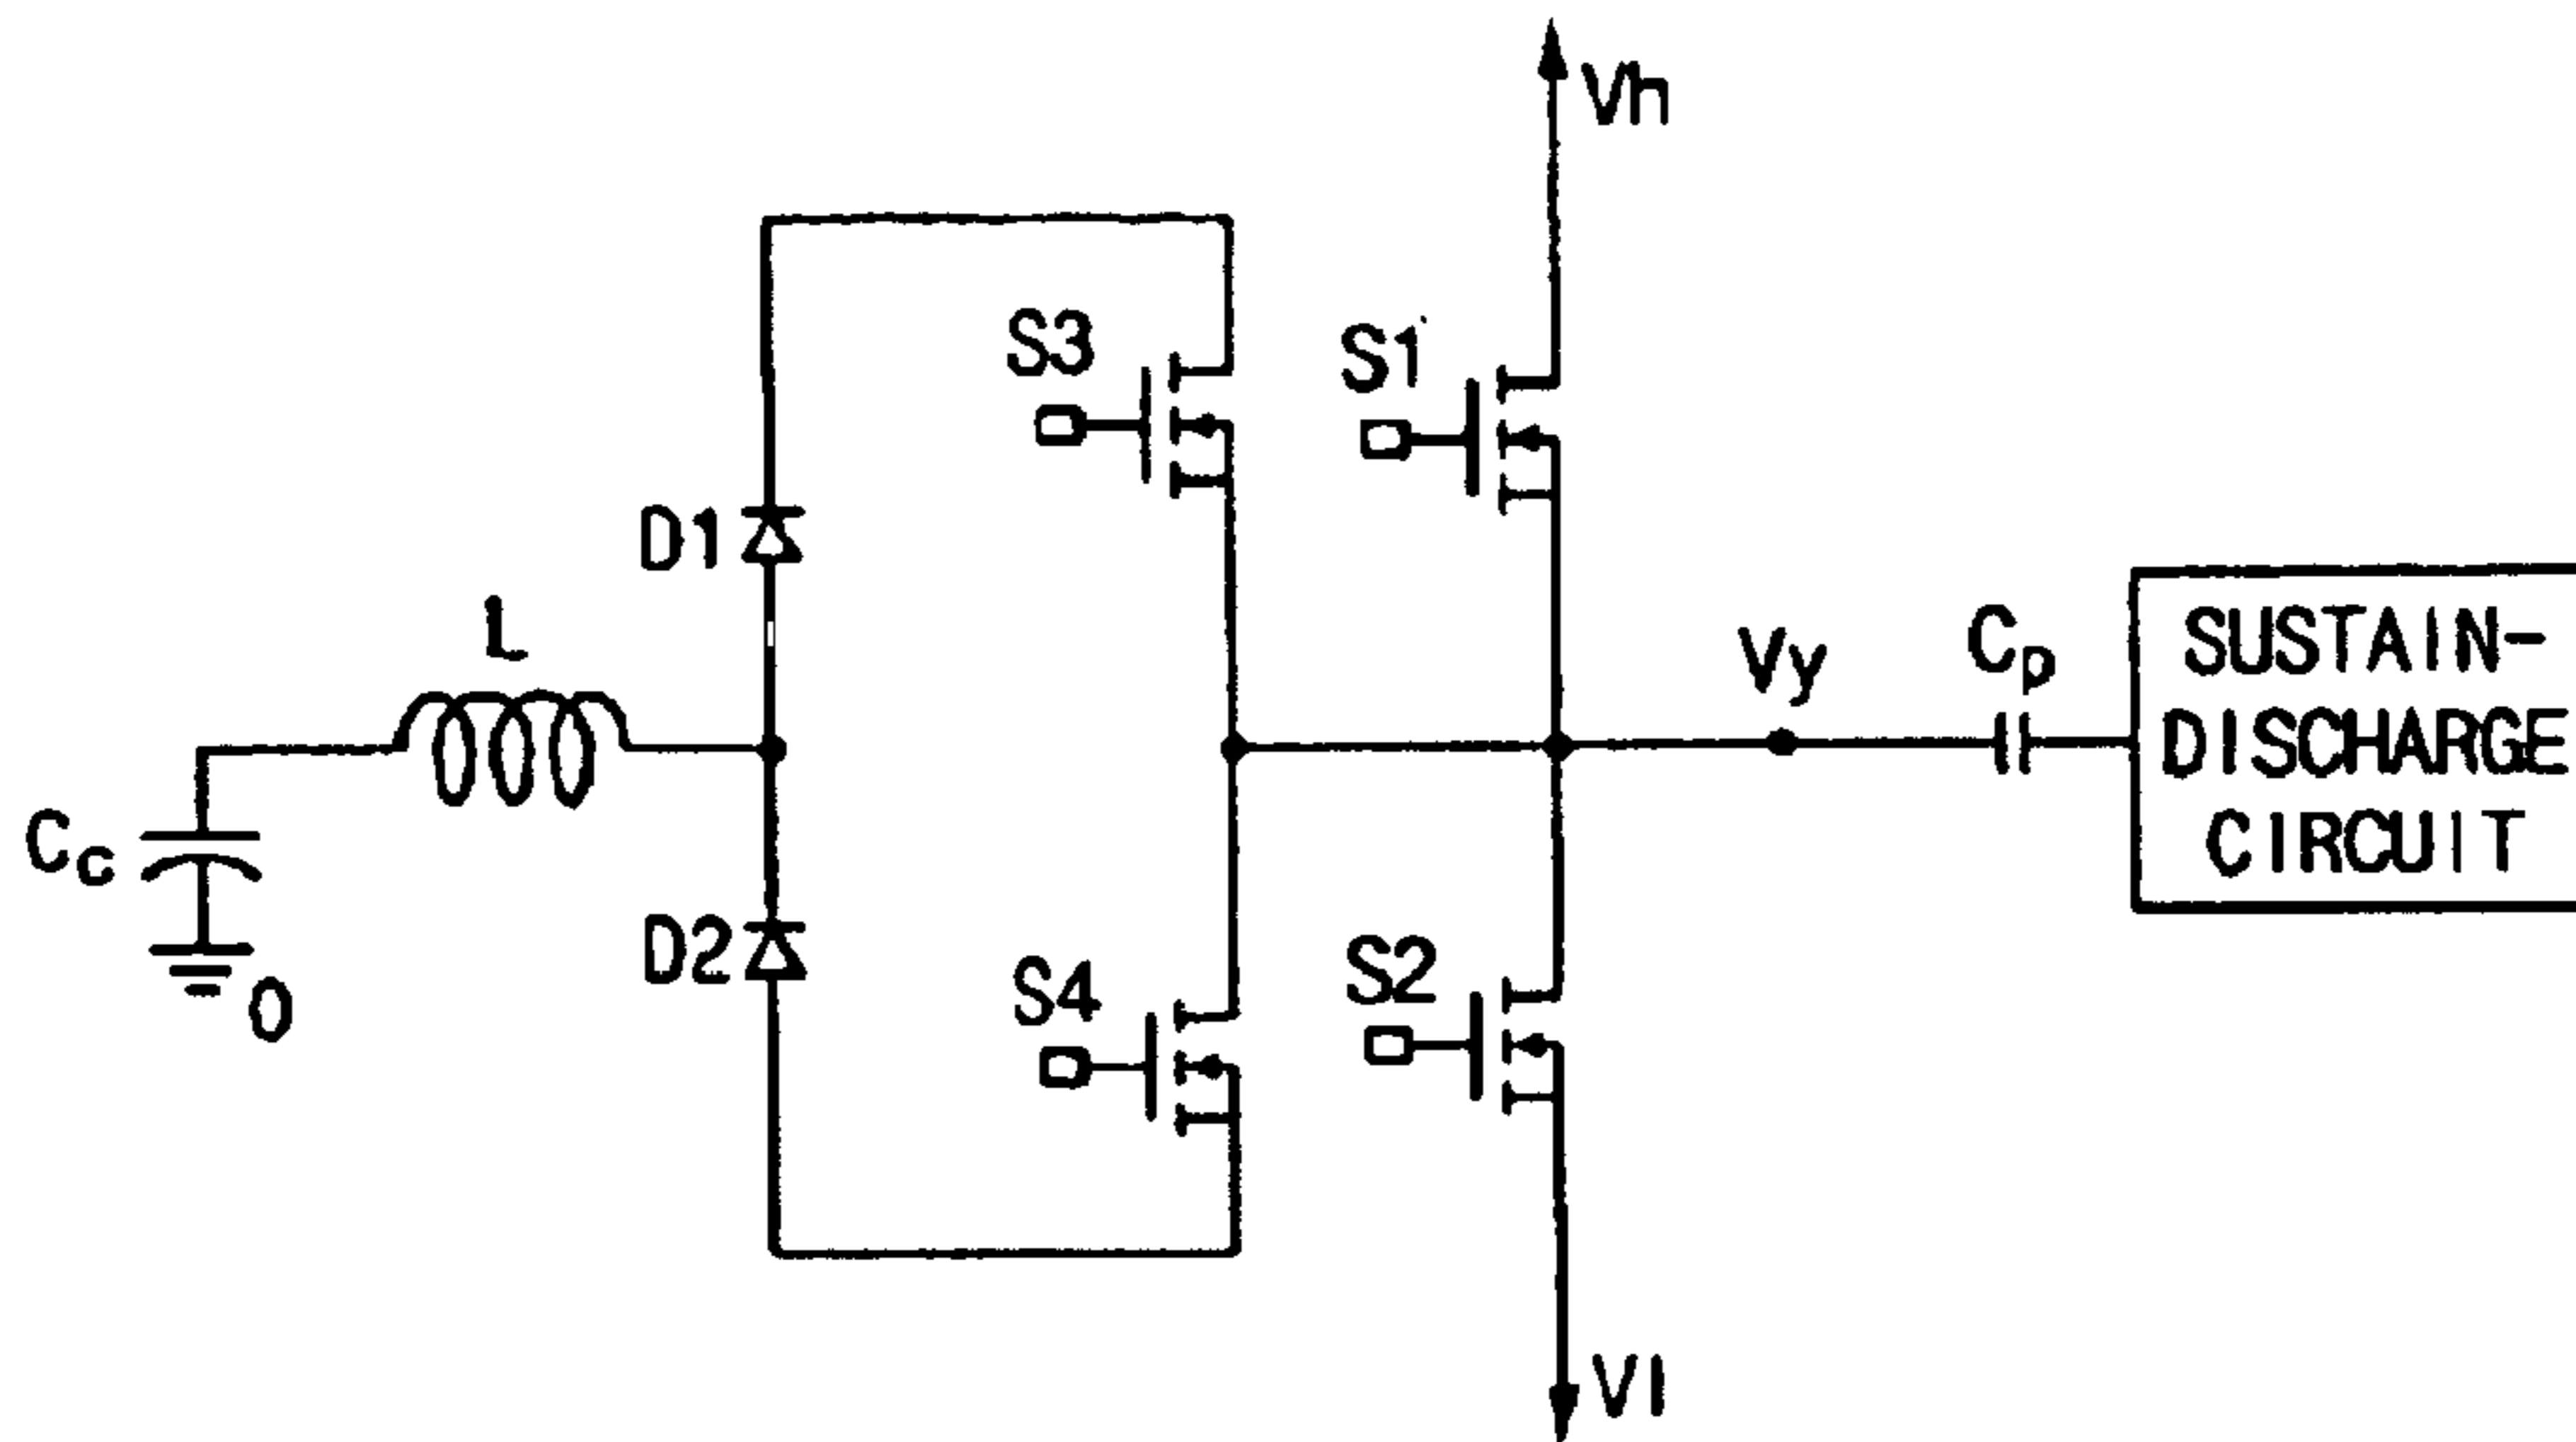 Vh
S3
S1
D1
L
Vy
Cp
SUSTAIN-
DISCHARGE
CIRCUIT
Cc
D2
S4
S2
0
Vl